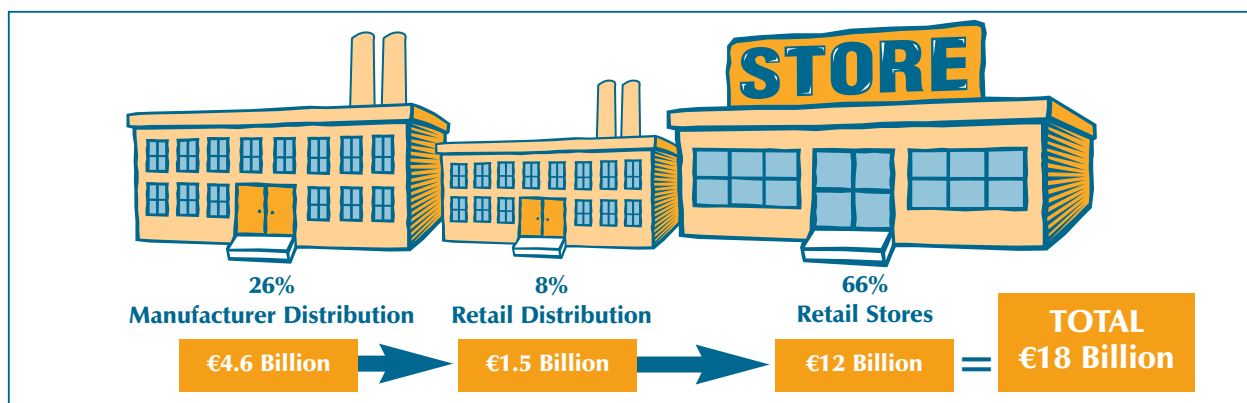 STORE
26%
Manufacturer Distribution
8%
Retail Distribution
66%
Retail Stores
€4.6 Billion
€1.5 Billion
€12 Billion
=
TOTAL
€18 Billion